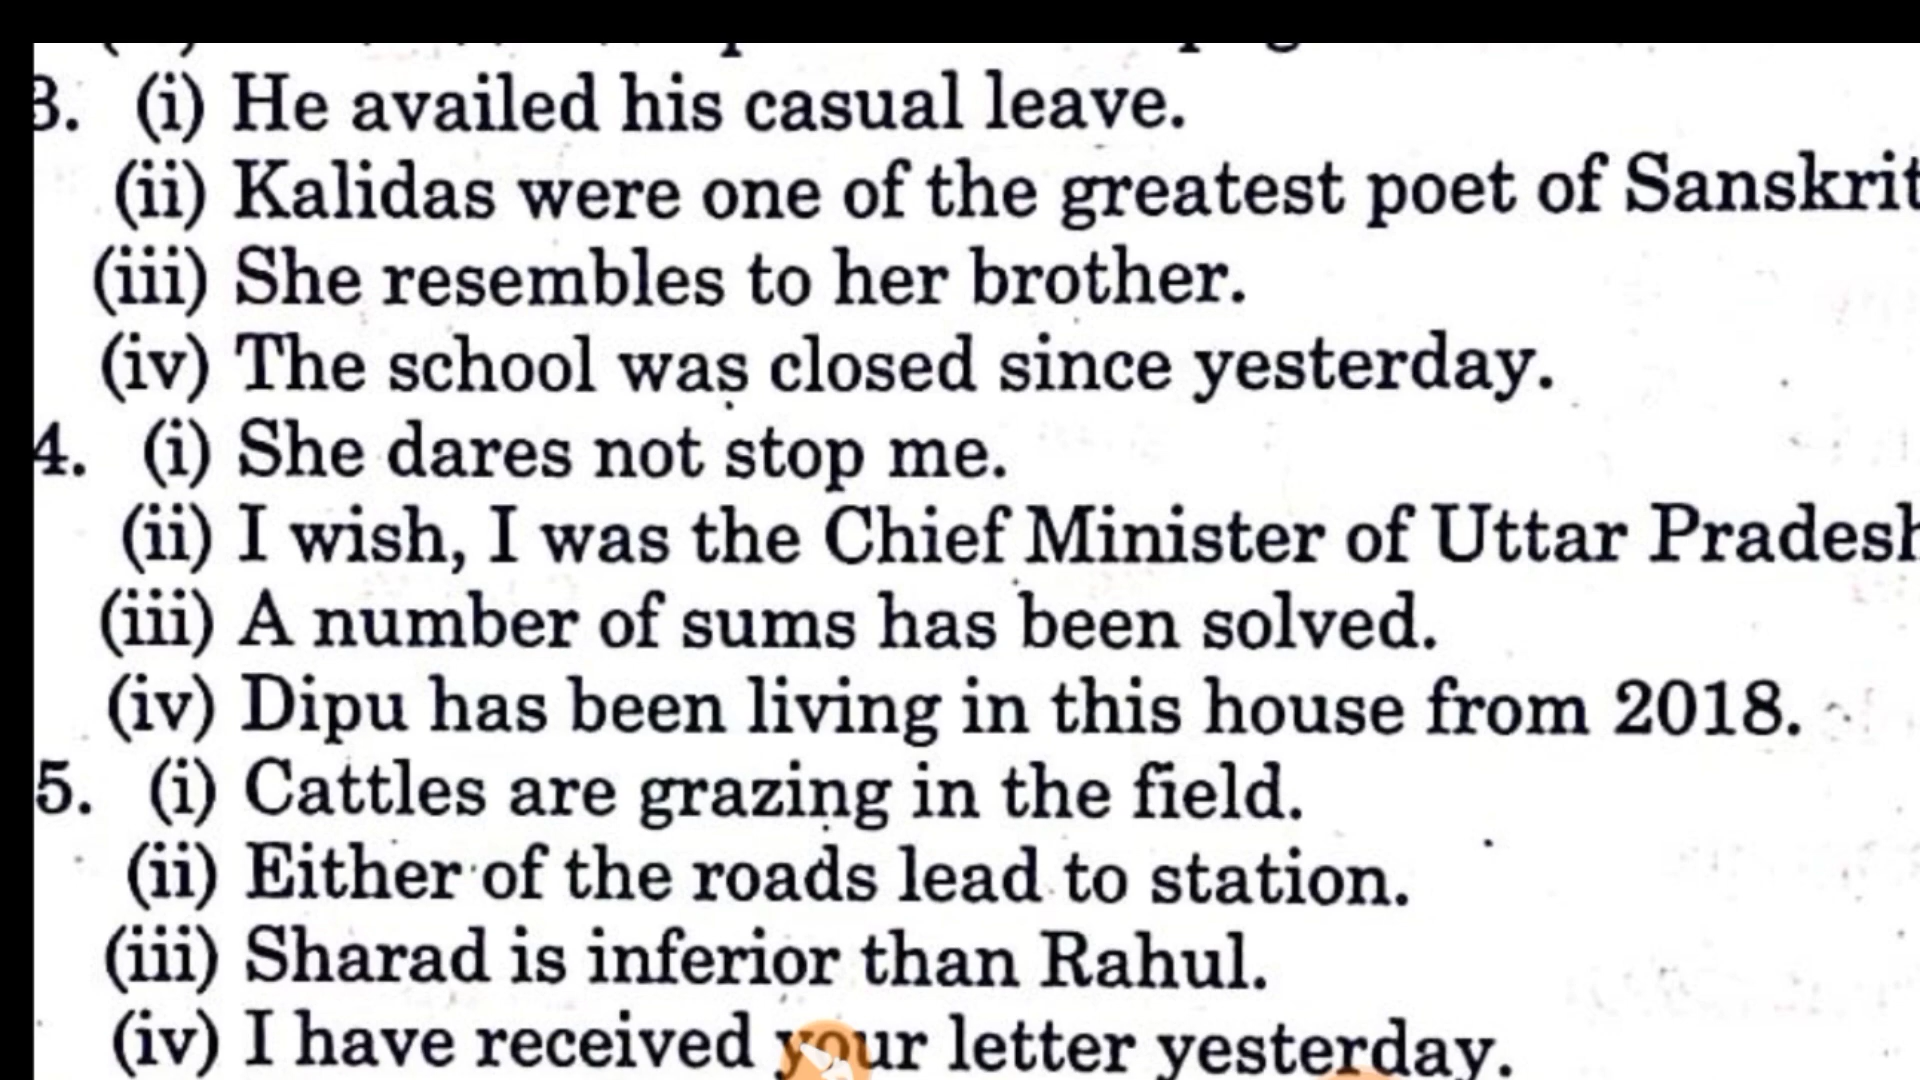 3. (i) He availed his casual leave.
(ii) Kalidas were one of the greatest poet of Sanskrit
(iii) She resembles to her brother.
(iv) The school was closed since yesterday.
4. (i) She dares not stop me.
(ii) I wish, I was the Chief Minister of Uttar Pradesh
(iii) A number of sums has been solved.
(iv) Dipu has been living in this house from 2018.
5. (i) Cattles are grazing in the field.
(ii) Either of the roads lead to station.
(iii) Sharad is inferior than Rahul.
(iv) I have received your letter yesterday.